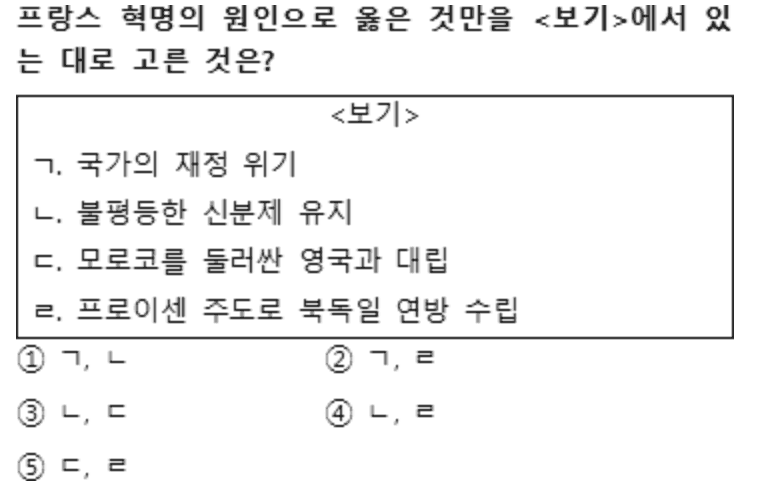 프랑스 혁명의 원인으로 옳은 것만을 <보기>에서 있
는 대로 고른 것은?
<보기>
ㄱ. 국가의 재정 위기
ㄴ. 불평등한 신분제 유지
ㄷ. 모로코를 둘러싼 영국과 대립
ㄹ. 프로이센 주도로 북독일 연방 수립
① ㄱ, ㄴ ② ㄱ, ㄹ
③ ㄴ, ㄷ ④ ㄴ, ㄹ
⑤ ㄷ, ㄹ